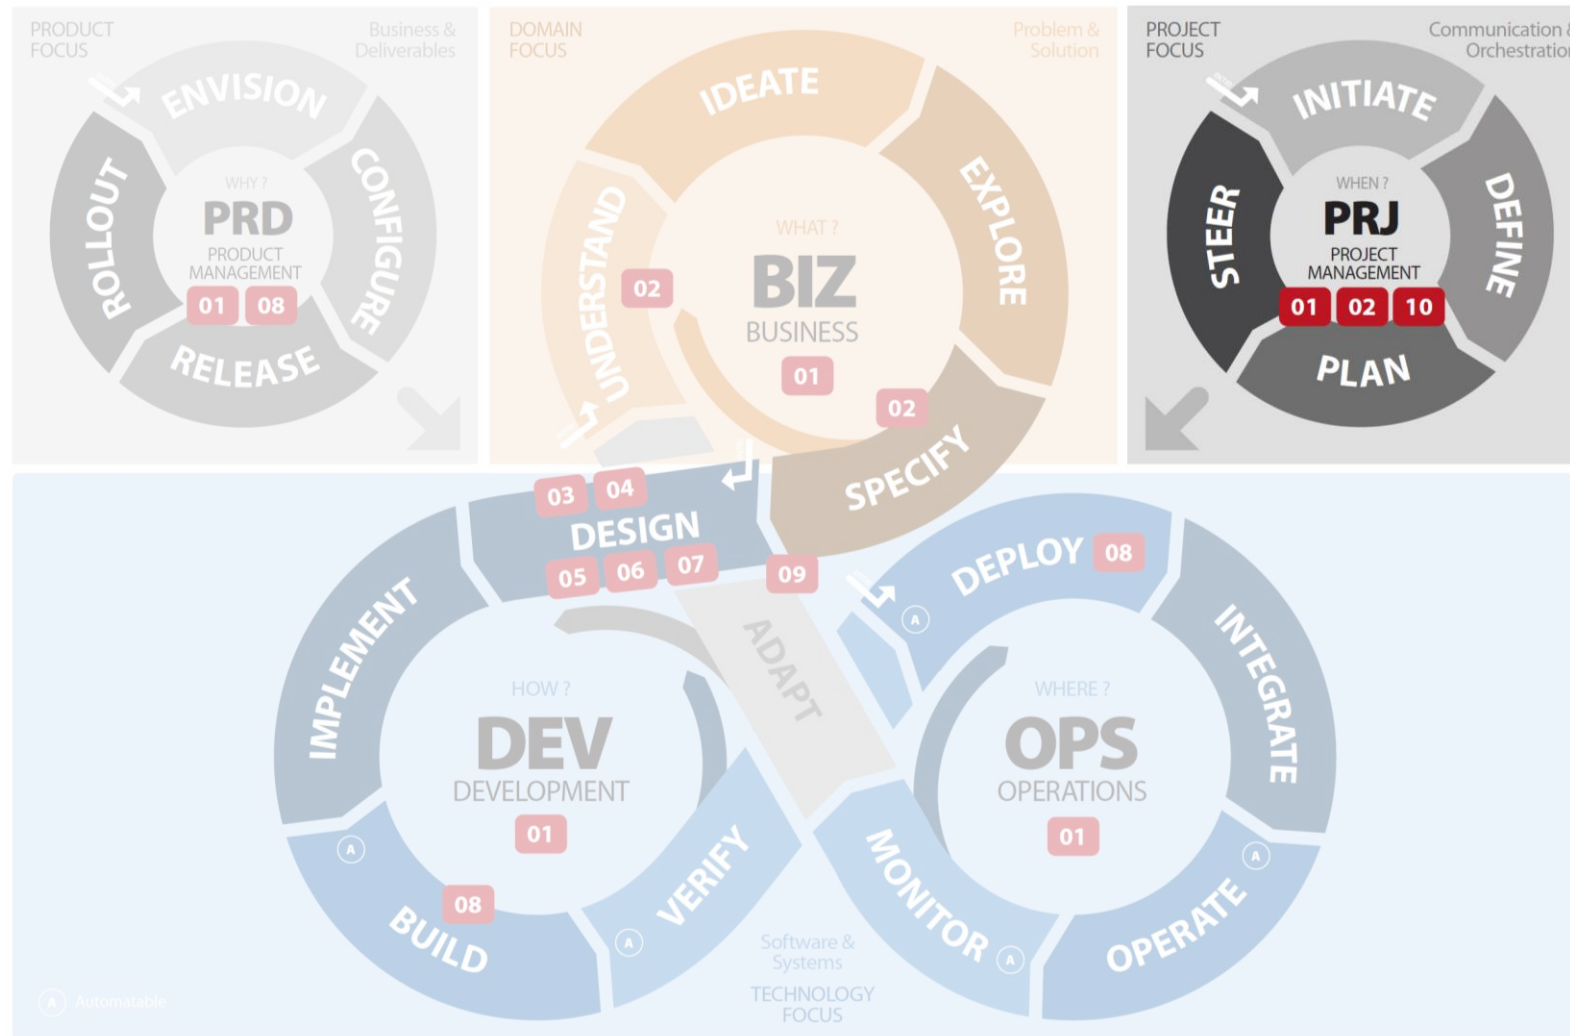 PRODUCT
FOCUS
Business &
Deliverables
ENVISION
CONFIGURE
RELEASE
ROLLOUT
WHY ?
PRD
PRODUCT
MANAGEMENT
01 08
DOMAIN
FOCUS
Problem &
Solution
UNDERSTAND
02
IDEATE
EXPLORE
SPECIFY
02
WHAT ?
BIZ
BUSINESS
01
PROJECT
FOCUS
Communication &
Orchestration
INITIATE
DEFINE
PLAN
STEER
WHEN ?
PRJ
PROJECT
MANAGEMENT
01 02 10
03 04
DESIGN
05 06 07
09
ADAPT
IMPLEMENT
BUILD
08
A
VERIFY
A
HOW ?
DEV
DEVELOPMENT
01
DEPLOY
08
A
INTEGRATE
OPERATE
A
MONITOR
A
WHERE ?
OPS
OPERATIONS
01
Software &
Systems
TECHNOLOGY
FOCUS
A Automatable